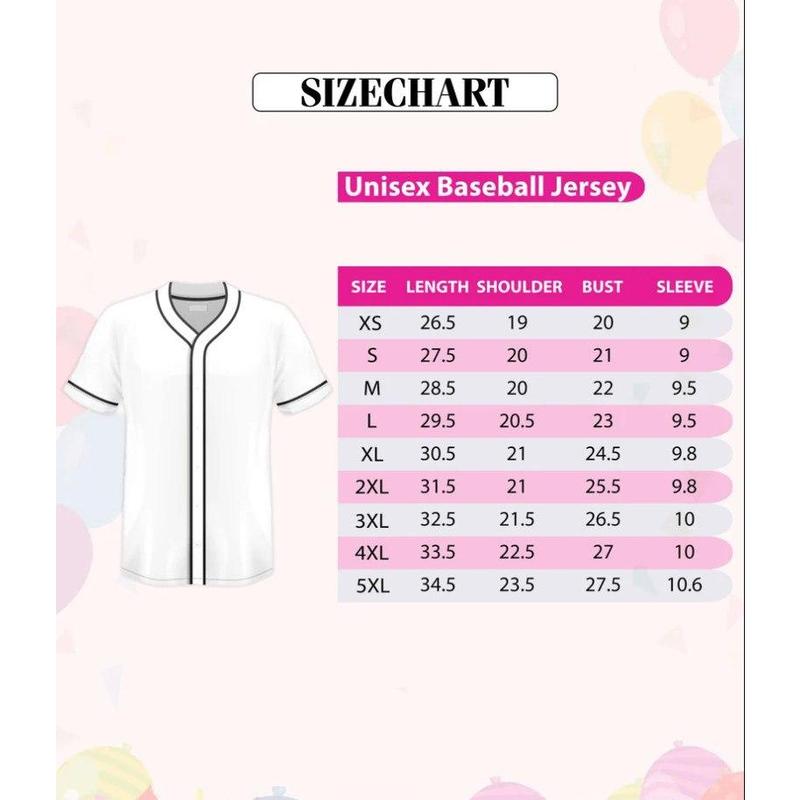 SIZECHART
Unisex Baseball Jersey
SIZE LENGTH SHOULDER BUST SLEEVE
XS 26.5 19 20 9
S 27.5 20 21 9
M 28.5 20 22 9.5
L 29.5 20.5 23 9.5
XL 30.5 21 24.5 9.8
2XL 31.5 21 25.5 9.8
3XL 32.5 21.5 26.5 10
4XL 33.5 22.5 27 10
5XL 34.5 23.5 27.5 10.6